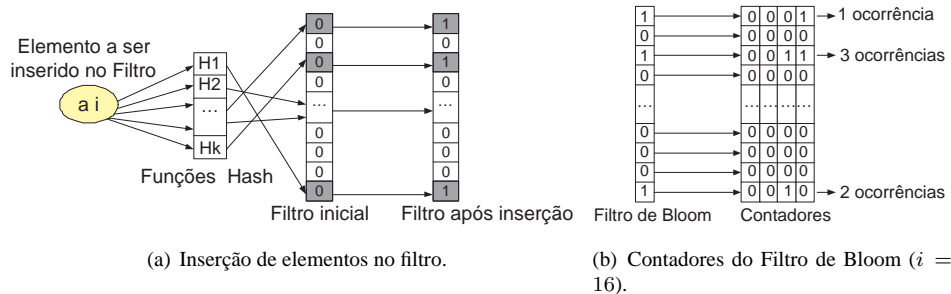 Elemento a ser
inserido no Filtro
a i
H1
H2
...
Hk
Funções Hash
0
0
0
0
...
0
0
0
0
Filtro inicial
1
0
1
0
...
0
0
0
1
Filtro após inserção
(a) Inserção de elementos no filtro.
1 0 0 0 1 1 ocorrência
0 0 0 0 0
1 0 0 1 1 3 ocorrências
0 0 0 0 0
... ... ... ... ...
0 0 0 0 0
0 0 0 0 0
0 0 0 0 0
1 0 0 1 0 2 ocorrências
Filtro de Bloom Contadores
(b) Contadores do Filtro de Bloom (i =
16).